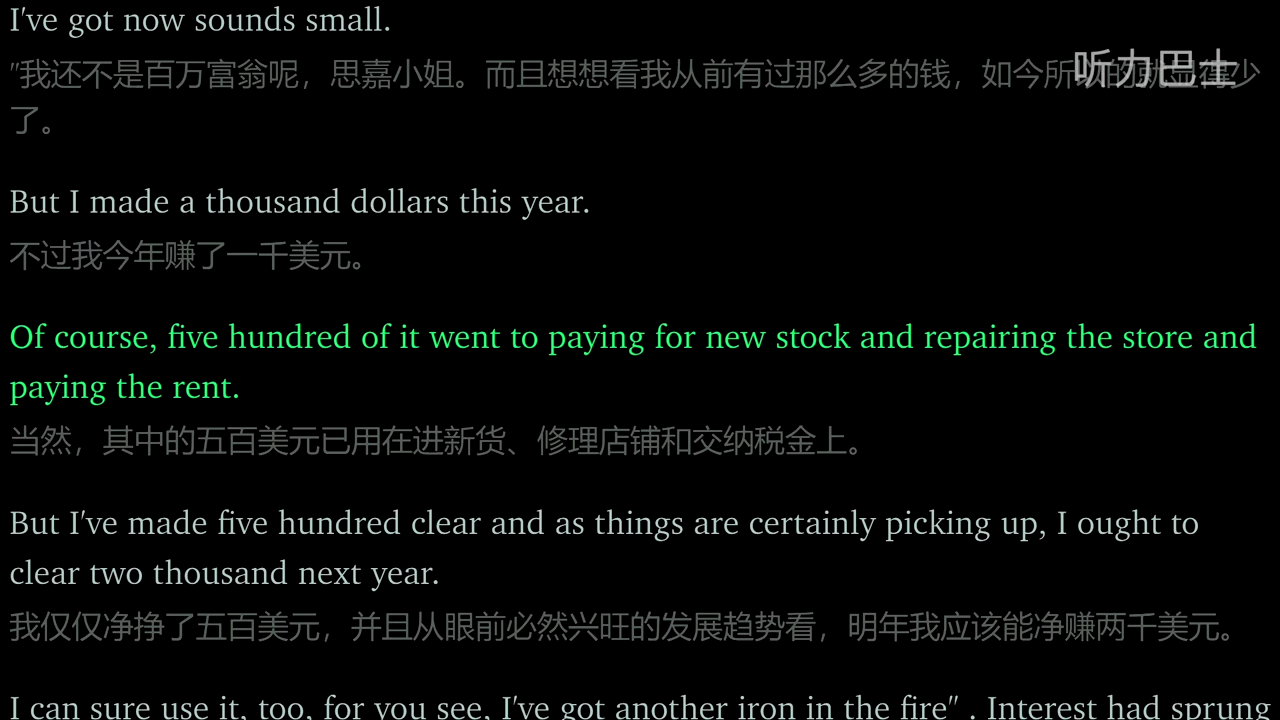 I've got now sounds small.
"我还不是百万富翁呢，思嘉小姐。而且想想看我从前有过那么多的钱，如今所有的就显得少
听力巴士
了。
But I made a thousand dollars this year.
不过我今年赚了一千美元。
Of course, five hundred of it went to paying for new stock and repairing the store and
paying the rent.
当然，其中的五百美元已用在进新货、修理店铺和交纳税金上。
But I've made five hundred clear and as things are certainly picking up, I ought to
clear two thousand next year.
我仅仅净挣了五百美元，并且从眼前必然兴旺的发展趋势看，明年我应该能净赚两千美元。
I can sure use it, too, for you see, I've got another iron in the fire" . Interest had sprung